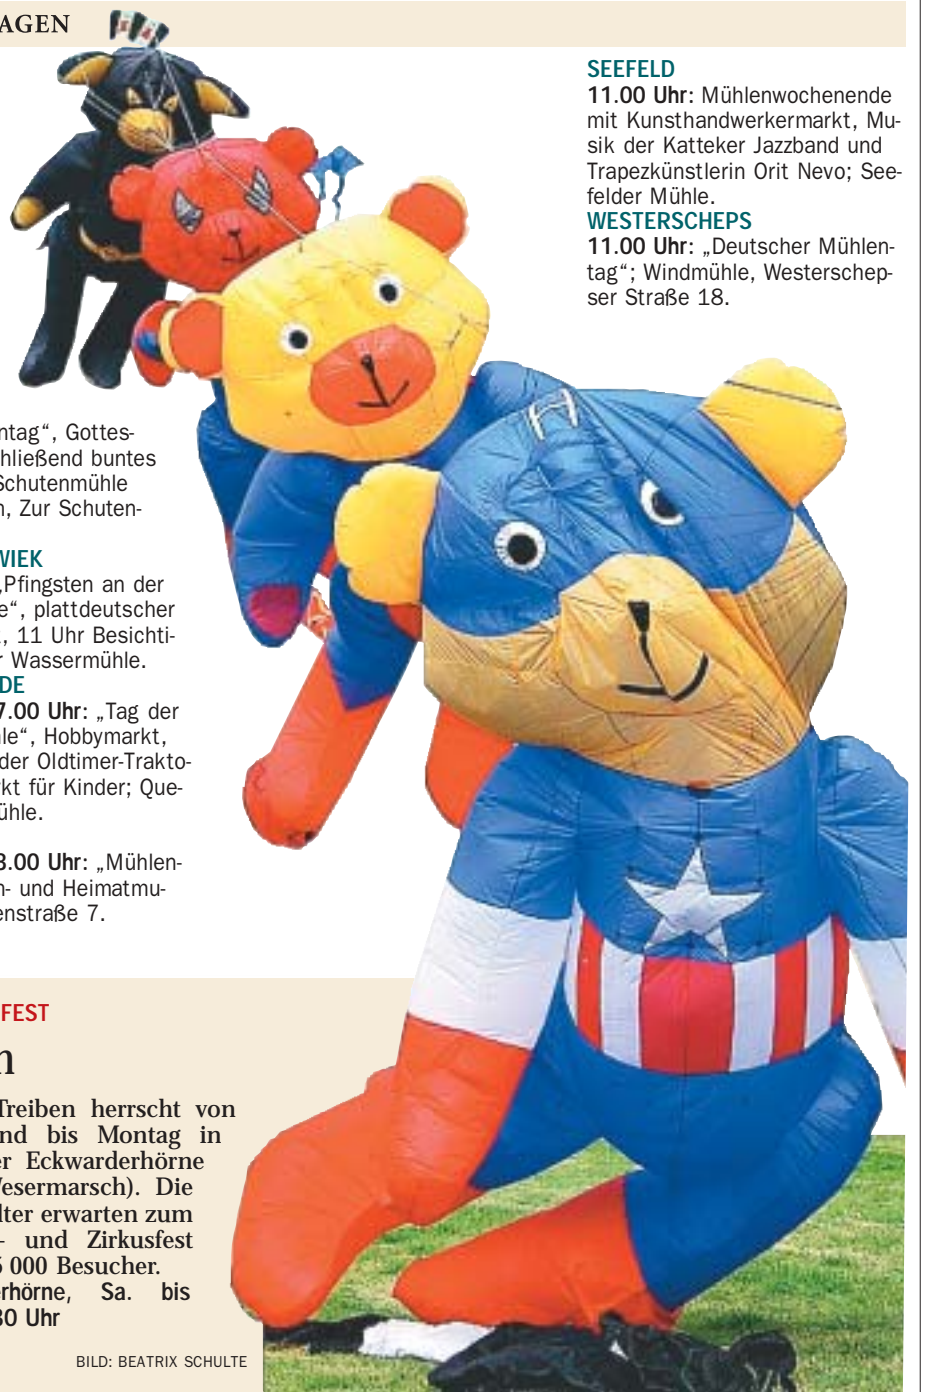 AGEN
SEEFELD
11.00 Uhr: Mühlenwochenende
mit Kunsthandwerkermarkt, Mu-
sik der Katteker Jazzband und
Trapezkünstlerin Orit Nevo; See-
felder Mühle.
WESTERSCHEPS
11.00 Uhr: „Deutscher Mühlen-
tag“; Windmühle, Westerschep-
ser Straße 18.
ntag“, Gottes-
hließend buntes
Schutenmühle
n, Zur Schuten-
WIEK
„Pfingsten an der
e“, plattdeutscher
t, 11 Uhr Besichti-
r Wassermühle.
DE
7.00 Uhr: „Tag der
hle“, Hobbymarkt,
der Oldtimer-Trakto-
rkt für Kinder; Que-
ühle.
8.00 Uhr: „Mühlen-
n- und Heimatmu-
enstraße 7.
FEST
n
Treiben herrscht von
nd bis Montag in
er Eckwarderhörne
Wesermarsch). Die
lter erwarten zum
- und Zirkusfest
5 000 Besucher.
erhörne, Sa. bis
30 Uhr
BILD: BEATRIX SCHULTE